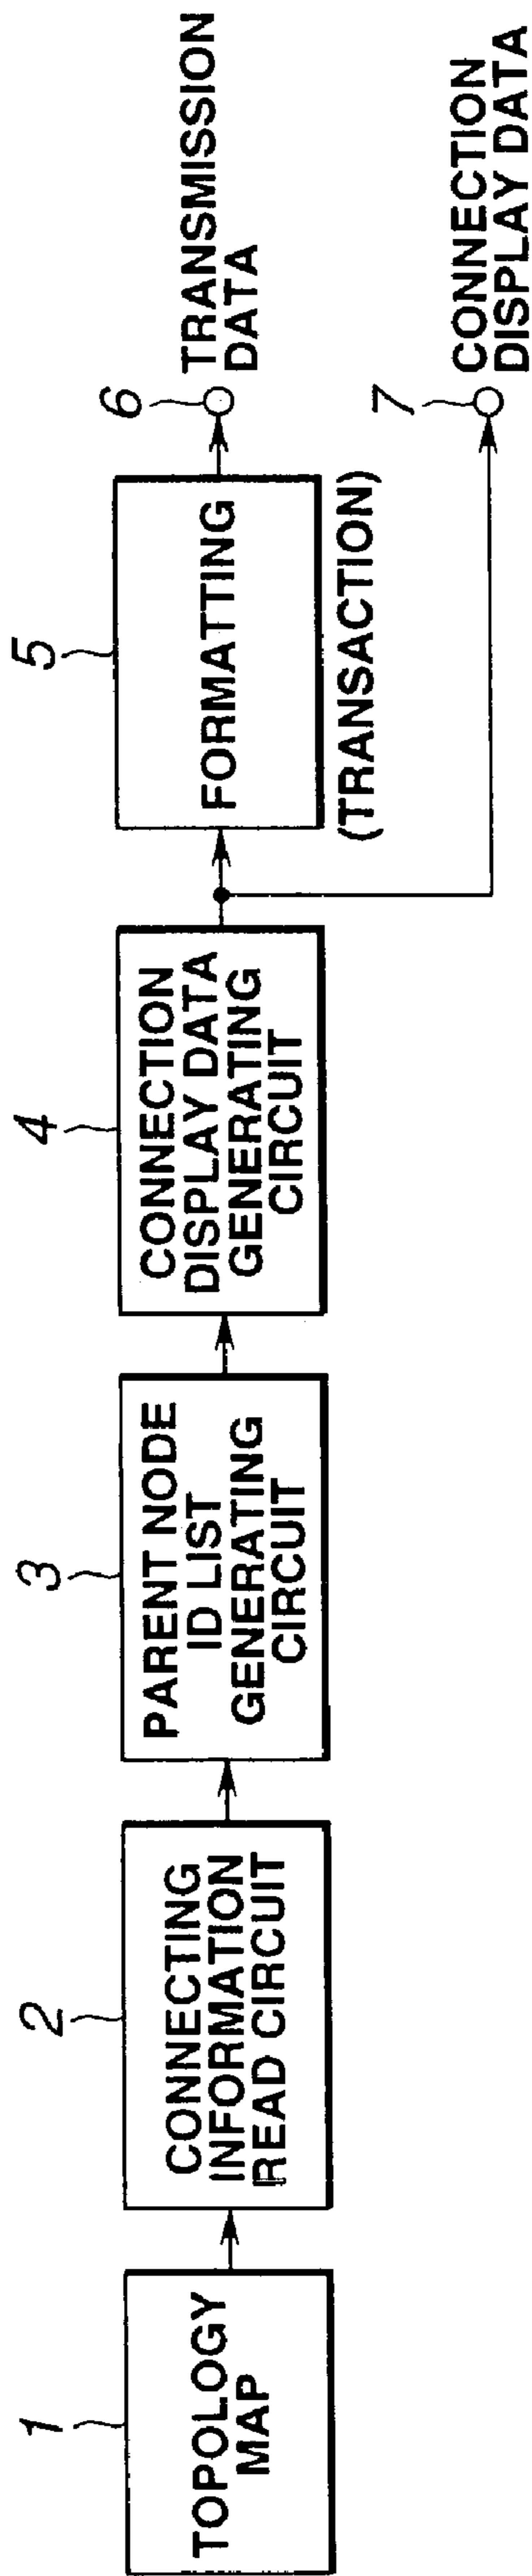 1
TOPOLOGY
MAP
2
CONNECTING
INFORMATION
READ CIRCUIT
3
PARENT NODE
ID LIST
GENERATING
CIRCUIT
4
CONNECTION
DISPLAY DATA
GENERATING
CIRCUIT
5
FORMATTING
(TRANSACTION)
6
TRANSMISSION
DATA
7
CONNECTION
DISPLAY DATA